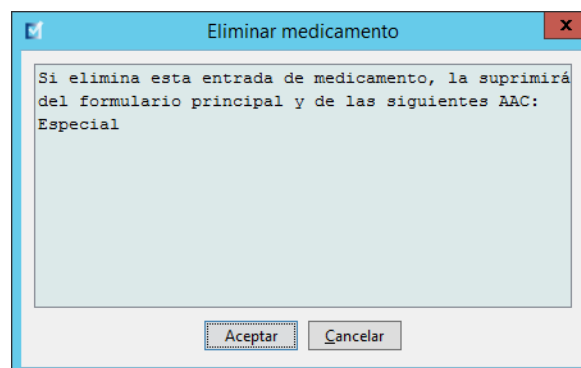 Eliminar medicamento
x
Si elimina esta entrada de medicamento, la suprimirá
del formulario principal y de las siguientes AAC:
Especial
Aceptar Cancelar